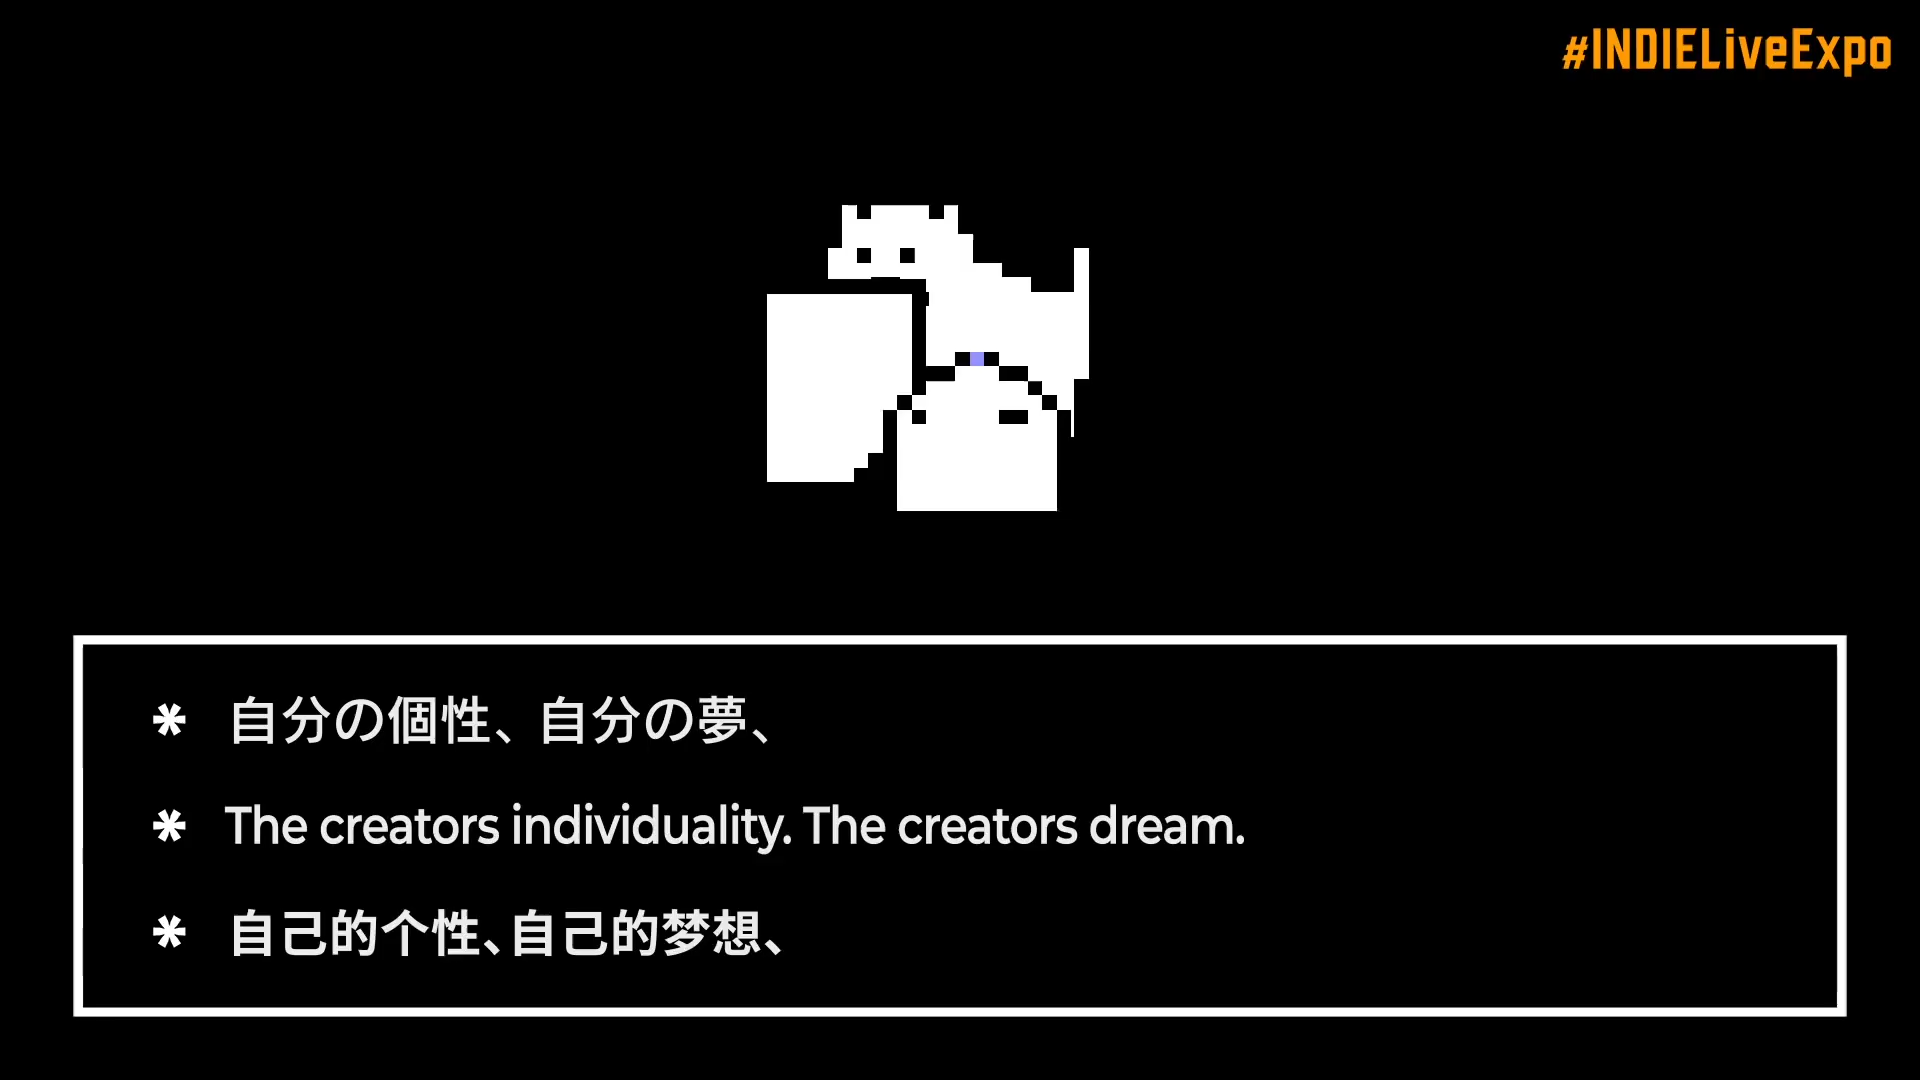 #INDIELiveExpo
* 自分の個性、自分の夢、
* The creators individuality. The creators dream.
* 自己的个性、自己的梦想、